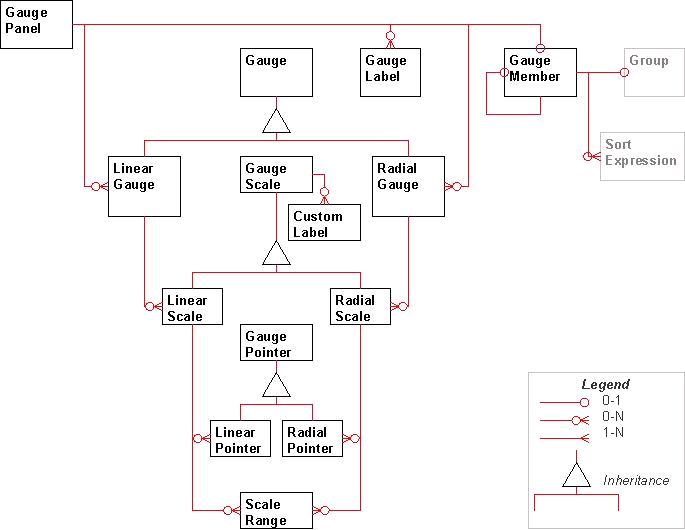 Gauge
Panel
Gauge
Gauge
Label
Gauge
Member
Group
Sort
Expression
Linear
Gauge
Gauge
Scale
Radial
Gauge
Custom
Label
Linear
Scale
Radial
Scale
Gauge
Pointer
Linear
Pointer
Radial
Pointer
Scale
Range
Legend
0-1
0-N
1-N
Inheritance